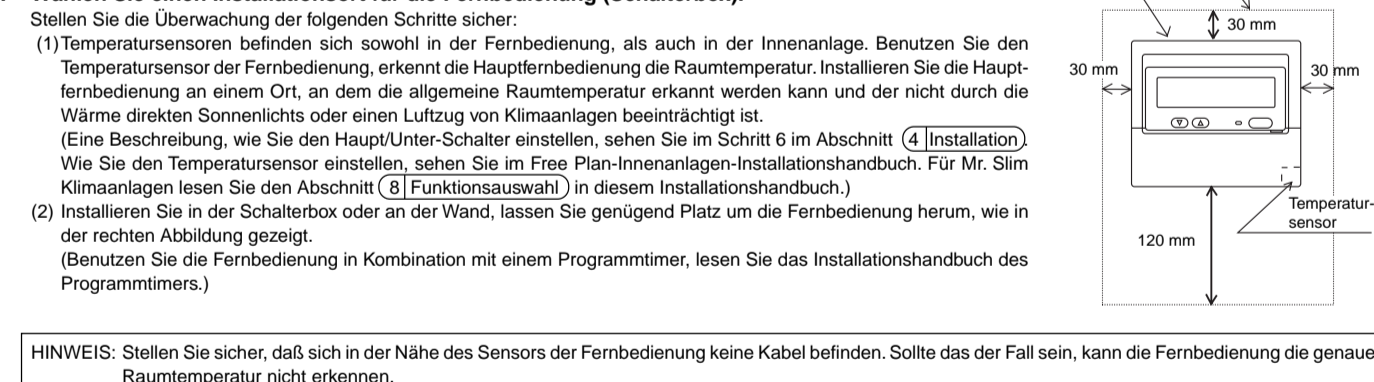 Wählen Sie einen Installationsort für die Fernbedienung (Schalterbox).
Stellen Sie die Überwachung der folgenden Schritte sicher:
(1) Temperatursensoren befinden sich sowohl in der Fernbedienung, als auch in der Innenanlage. Benutzen Sie den
Temperatursensor der Fernbedienung, erkennt die Hauptfernbedienung die Raumtemperatur. Installieren Sie die Haupt-
fernbedienung an einem Ort, an dem die allgemeine Raumtemperatur erkannt werden kann und der nicht durch die
Wärme direkten Sonnenlichts oder einen Luftzug von Klimaanlagen beeinträchtigt ist.
(Eine Beschreibung, wie Sie den Haupt/Unter-Schalter einstellen, sehen Sie im Schritt 6 im Abschnitt 4 Installation.
Wie Sie den Temperatursensor einstellen, sehen Sie im Free Plan-Innenanlagen-Installationshandbuch. Für Mr. Slim
Klimaanlagen lesen Sie den Abschnitt 8 Funktionsauswahl in diesem Installationshandbuch.)
(2) Installieren Sie in der Schalterbox oder an der Wand, lassen Sie genügend Platz um die Fernbedienung herum, wie in
der rechten Abbildung gezeigt.
(Benutzen Sie die Fernbedienung in Kombination mit einem Programmtimer, lesen Sie das Installationshandbuch des
Programmtimers.)
30 mm
30 mm
30 mm
Temperatur-
sensor
120 mm
HINWEIS: Stellen Sie sicher, daß sich in der Nähe des Sensors der Fernbedienung keine Kabel befinden. Sollte das der Fall sein, kann die Fernbedienung die genaue
Raumtemperatur nicht erkennen.